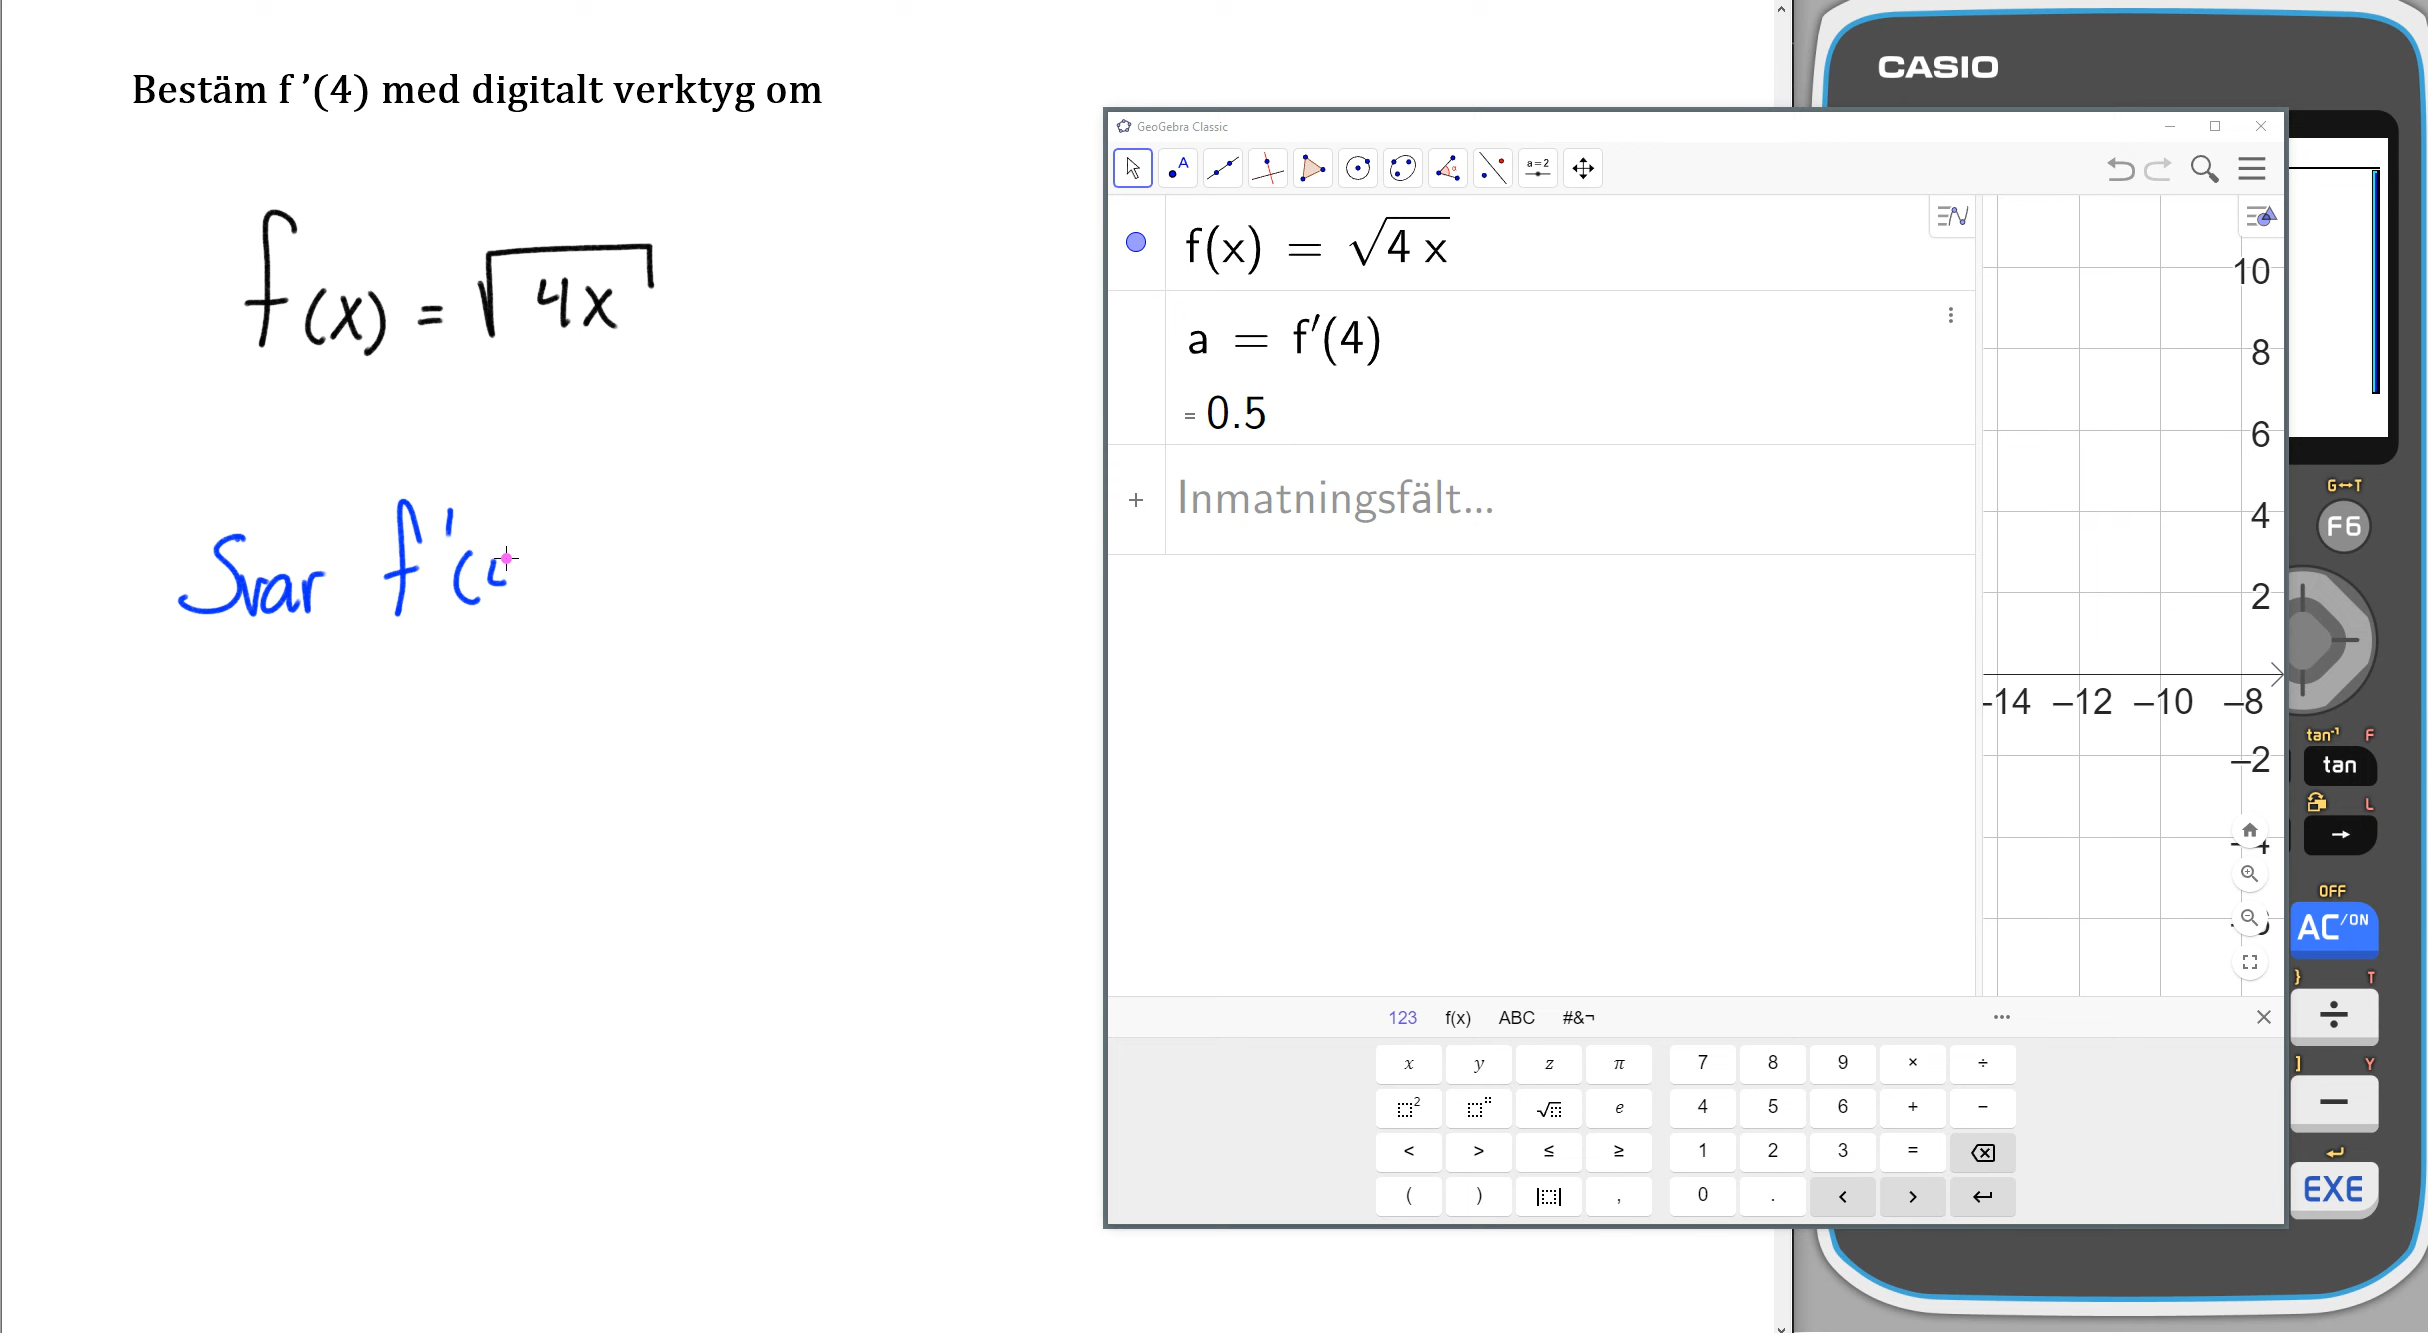 Bestäm f ’(4) med digitalt verktyg om
f(x) = √4x
Svar f'(
CASIO
GeoGebra Classic
A
a=2
f(x) = √4 x
a = f′(4)
= 0.5
+ Inmatningsfält...
10
8
6
4
2
-14 –12 –10 –8
–2
G↔T
F6
tan⁻¹ F
tan
L
→
OFF
AC/ON
} T
÷
] Y
—
EXE
123 f(x) ABC #&¬ ...
x y z π 7 8 9 × ÷
2 √ e 4 5 6 + −
< > ≤ ≥ 1 2 3 =
( ) | | , 0 . < >